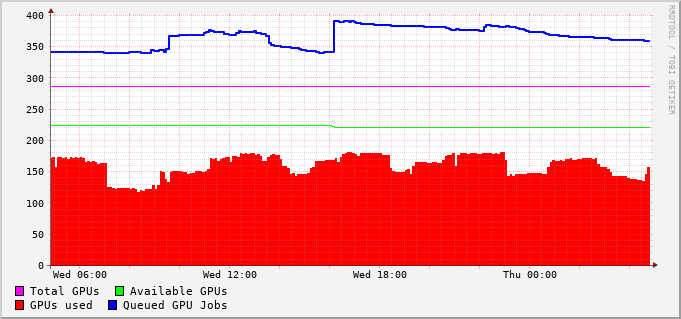 400
350
300
250
200
150
100
50
0
Wed 06:00 Wed 12:00 Wed 18:00 Thu 00:00
Total GPUs Available GPUs
GPUs used Queued GPU Jobs
RRDTOOL / TOBI OETIKER